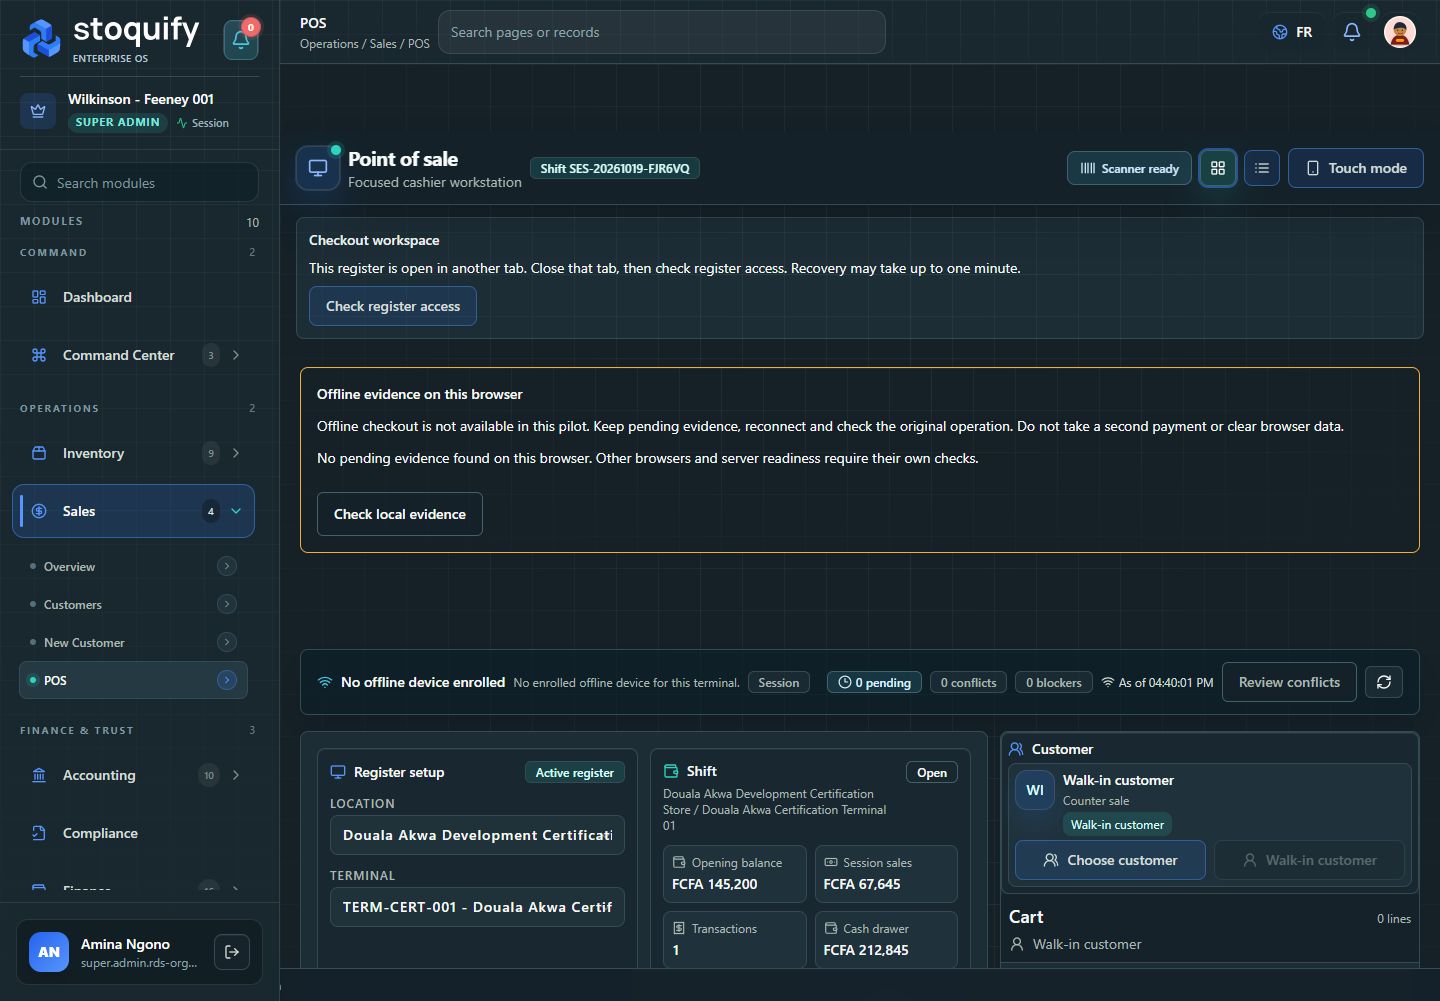 stoquify
ENTERPRISE OS
0
Wilkinson - Feeney 001
SUPER ADMIN
Session
Search modules
MODULES
10
COMMAND
2
Dashboard
Command Center
3
OPERATIONS
2
Inventory
9
Sales
4
Overview
Customers
New Customer
POS
FINANCE & TRUST
3
Accounting
10
Compliance
Amina Ngono
AN
super.admin.rds-org...
POS
Operations / Sales / POS
Search pages or records
FR
Point of sale
Focused cashier workstation
Shift SES-20261019-FJR6VQ
Scanner ready
Touch mode
Checkout workspace
This register is open in another tab. Close that tab, then check register access. Recovery may take up to one minute.
Check register access
Offline evidence on this browser
Offline checkout is not available in this pilot. Keep pending evidence, reconnect and check the original operation. Do not take a second payment or clear browser data.
No pending evidence found on this browser. Other browsers and server readiness require their own checks.
Check local evidence
No offline device enrolled
No enrolled offline device for this terminal.
Session
0 pending
0 conflicts
0 blockers
As of 04:40:01 PM
Review conflicts
Register setup
Active register
LOCATION
Douala Akwa Development Certificati
TERMINAL
TERM-CERT-001 - Douala Akwa Certif
Shift
Open
Douala Akwa Development Certification
Store / Douala Akwa Certification Terminal
01
Opening balance
FCFA 145,200
Session sales
FCFA 67,645
Transactions
1
Cash drawer
FCFA 212,845
Customer
WI
Walk-in customer
Counter sale
Walk-in customer
Choose customer
Walk-in customer
Cart
0 lines
Walk-in customer